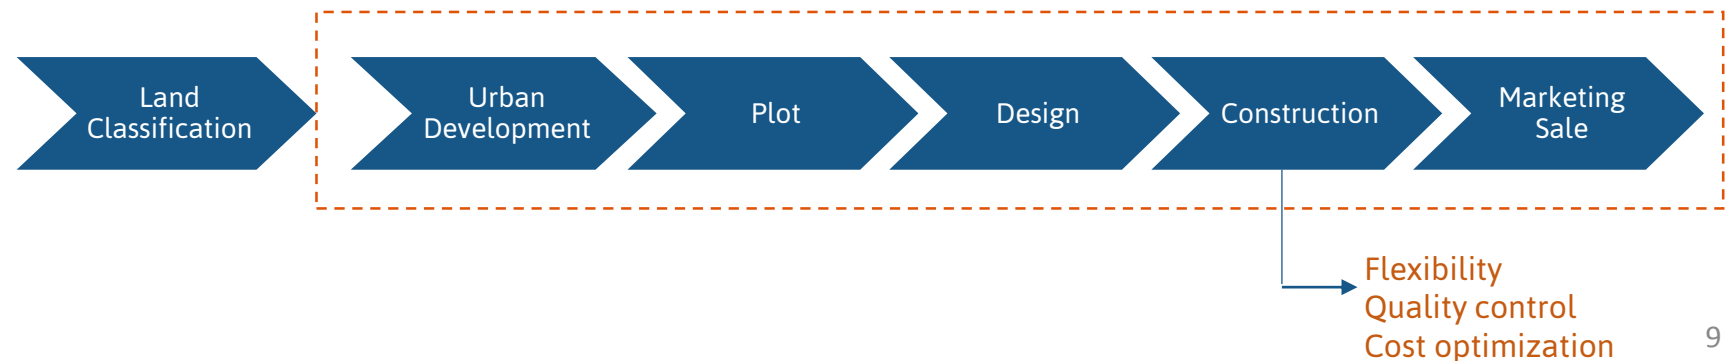 Land
Classification
Urban
Development
Plot
Design
Construction
Marketing
Sale
Flexibility
Quality control
Cost optimization
9